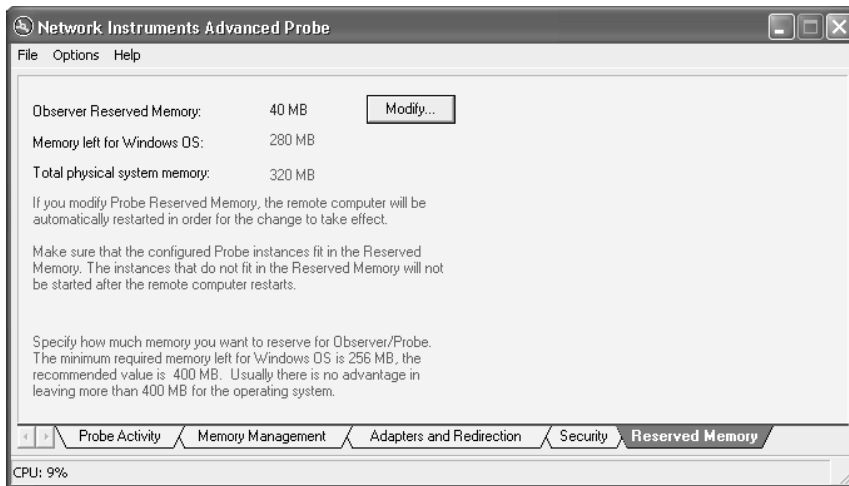 Network Instruments Advanced Probe
File Options Help
Observer Reserved Memory: 40 MB Modify...
Memory left for Windows OS: 280 MB
Total physical system memory: 320 MB
If you modify Probe Reserved Memory, the remote computer will be
automatically restarted in order for the change to take effect.
Make sure that the configured Probe instances fit in the Reserved
Memory. The instances that do not fit in the Reserved Memory will not
be started after the remote computer restarts.
Specify how much memory you want to reserve for Observer/Probe.
The minimum required memory left for Windows OS is 256 MB, the
recommended value is 400 MB. Usually there is no advantage in
leaving more than 400 MB for the operating system.
Probe Activity Memory Management Adapters and Redirection Security Reserved Memory
CPU: 9%